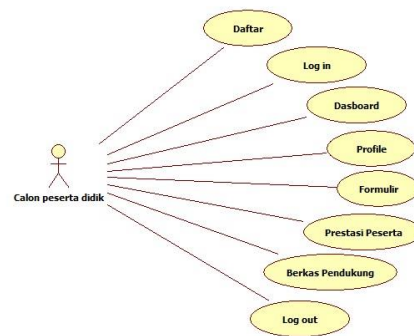 Daftar
Log in
Dasboard
Profile
Calon peserta didik
Formulir
Prestasi Peserta
Berkas Pendukung
Log out